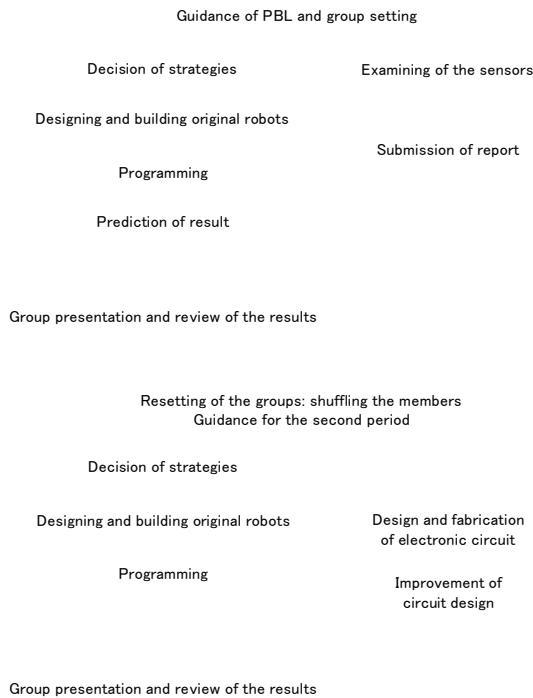 Guidance of PBL and group setting
Decision of strategies
Examining of the sensors
Designing and building original robots
Submission of report
Programming
Prediction of result
Group presentation and review of the results
Resetting of the groups: shuffling the members
Guidance for the second period
Decision of strategies
Designing and building original robots
Design and fabrication
of electronic circuit
Programming
Improvement of
circuit design
Group presentation and review of the results